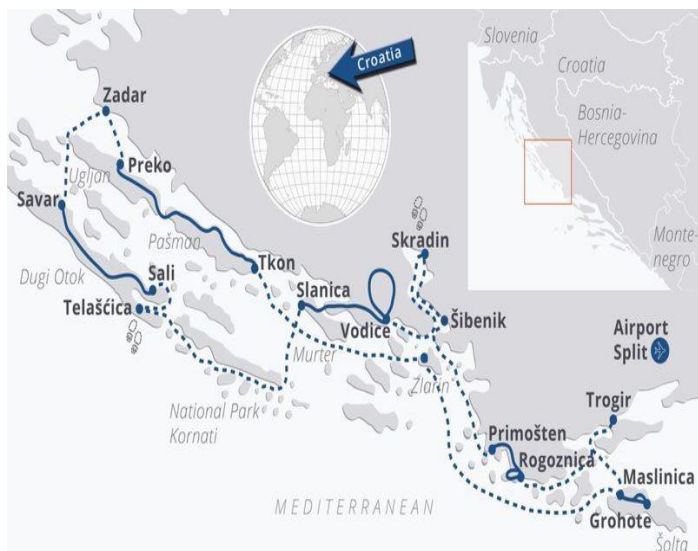 Croatia
Slovenia
Croatia
Bosnia-
Hercegovina
Monte-
negro
Zadar
Ugljan
Preko
Savar
Pašman
Dugi Otok
Sali
Tkon
Skradin
Telašćica
Slanica
Vodice
Šibenik
Airport
Split
Murter
Zlarin
National Park
Kornati
Trogir
Primošten
Rogoznica
Maslinica
MEDITERRANEAN
Grohote
Šolta